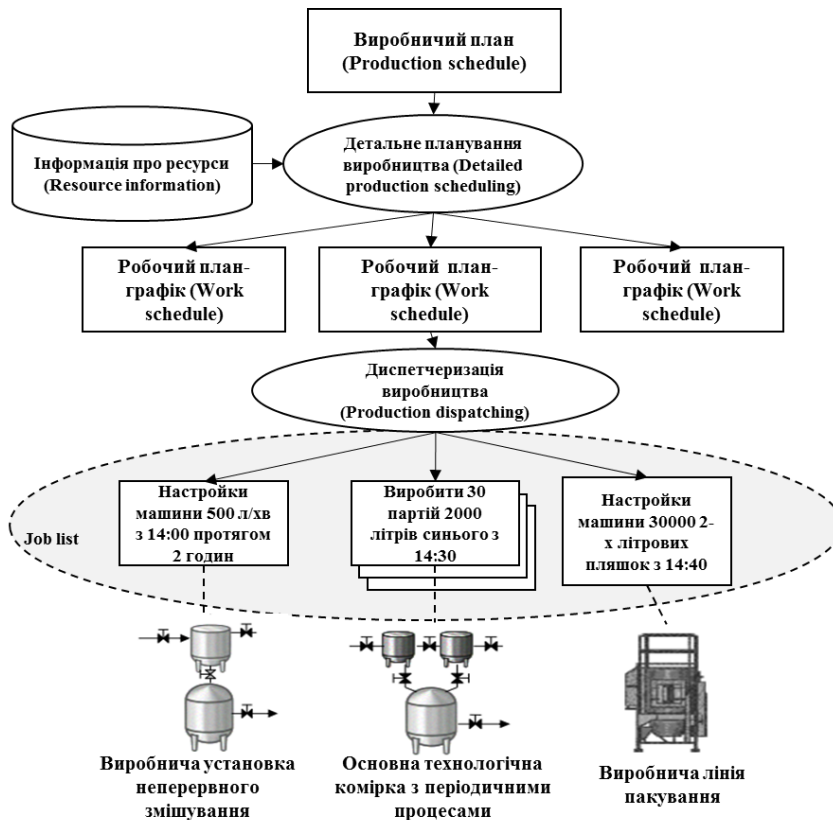 Виробничий план
(Production schedule)
Інформація про ресурси
(Resource information)
Детальне планування
виробництва (Detailed
production scheduling)
Робочий план-
графік (Work
schedule)
Робочий план-
графік (Work
schedule)
Робочий план-
графік (Work
schedule)
Диспетчеризація
виробництва
(Production dispatching)
Job list
Настройки
машини 500 л/хв
з 14:00 протягом
2 годин
Виробити 30
партій 2000
літрів синього з
14:30
Настройки
машини 30000 2-
х літрових
пляшок з 14:40
Виробнича установка
неперервного
змішування
Основна технологічна
комірка з періодичними
процесами
Виробнича лінія
пакування